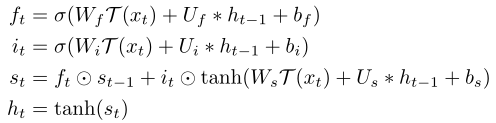 f_t = σ(W_f 𝒯(x_t) + U_f * h_{t−1} + b_f)
i_t = σ(W_i 𝒯(x_t) + U_i * h_{t−1} + b_i)
s_t = f_t ⊙ s_{t−1} + i_t ⊙ tanh(W_s 𝒯(x_t) + U_s * h_{t−1} + b_s)
h_t = tanh(s_t)